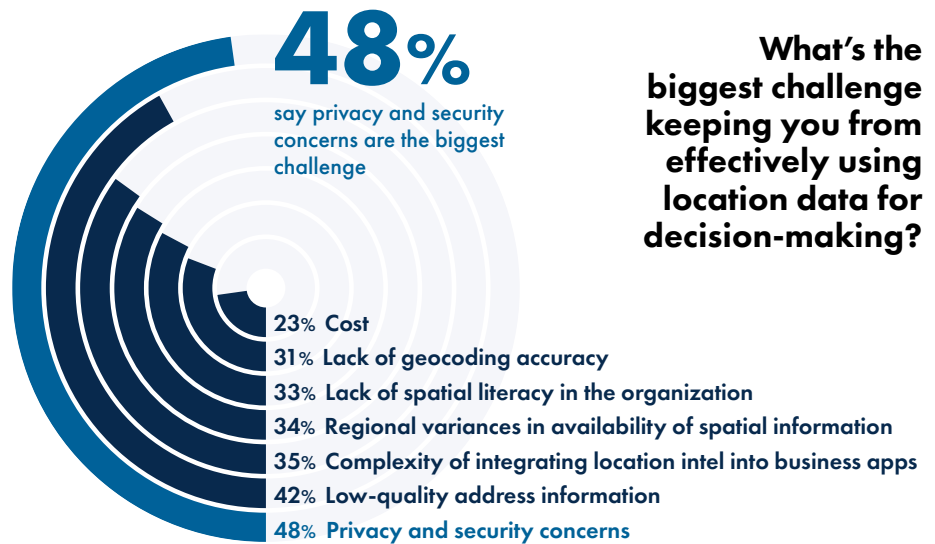 48%
say privacy and security
concerns are the biggest
challenge
What’s the
biggest challenge
keeping you from
effectively using
location data for
decision-making?
23% Cost
31% Lack of geocoding accuracy
33% Lack of spatial literacy in the organization
34% Regional variances in availability of spatial information
35% Complexity of integrating location intel into business apps
42% Low-quality address information
48% Privacy and security concerns